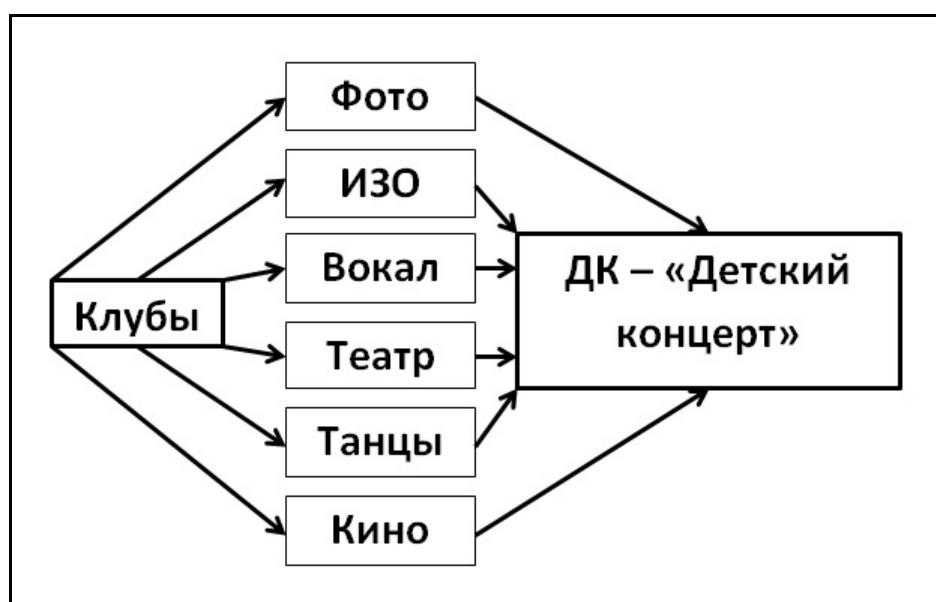 Фото
ИЗО
Вокал
Клубы
Театр
Танцы
Кино
ДК – «Детский
концерт»